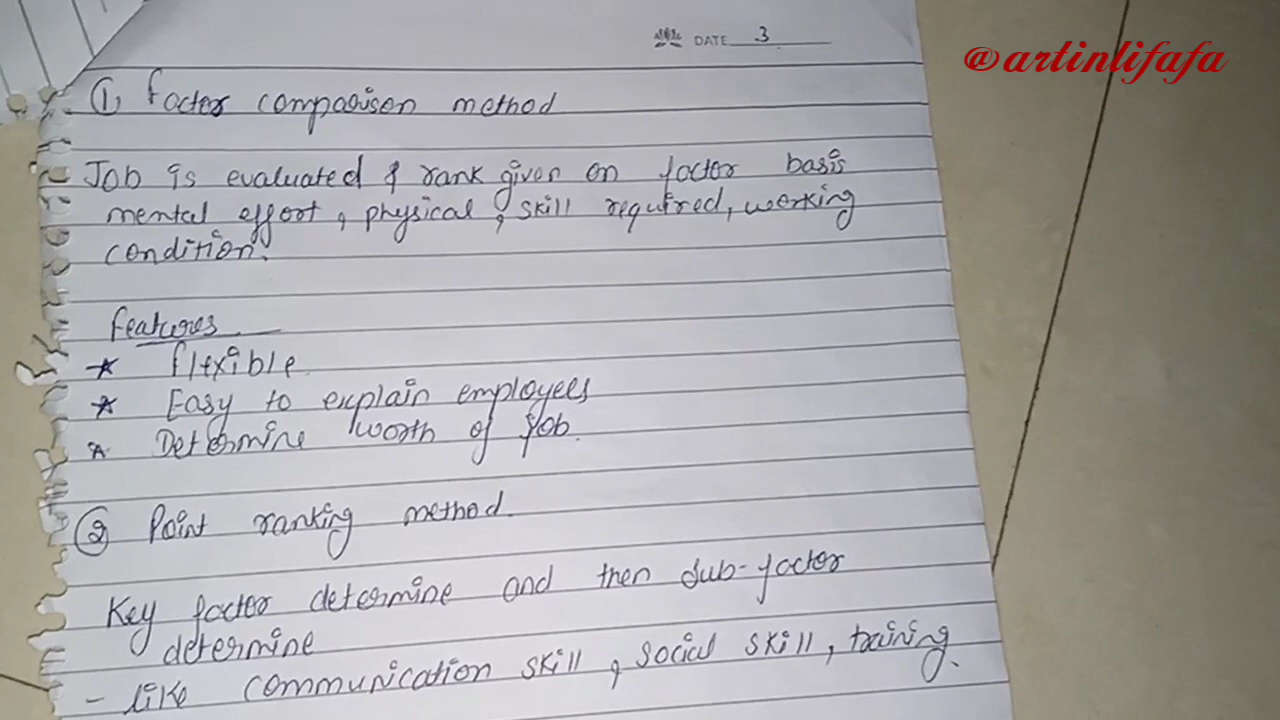 DATE 3
@artinlifafa
① Factor comparison method
Job is evaluated & rank given on factor basis
mental effort, physical, skill required, working
condition.
Features
* flexible
* Easy to explain employees
* Determine worth of job.
② Point ranking method.
Key factor determine and then sub-factor
determine
- like communication skill, social skill, training.